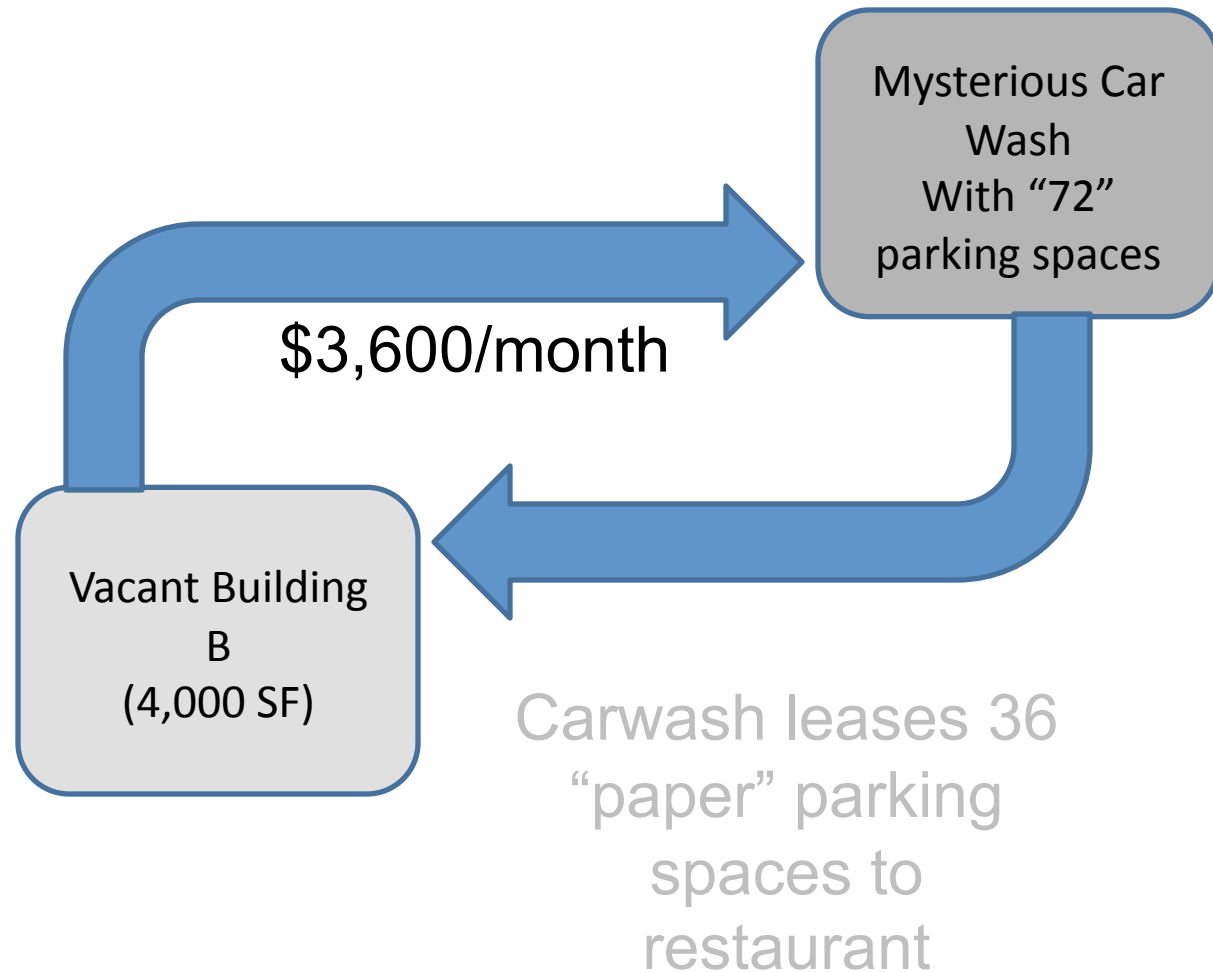 Mysterious Car
Wash
With “72”
parking spaces
$3,600/month
Vacant Building
B
(4,000 SF)
Carwash leases 36
“paper” parking
spaces to
restaurant